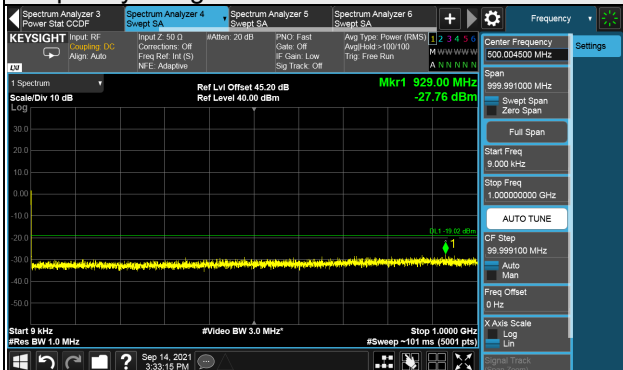 Spectrum Analyzer 3
Power Stat CCDF
Spectrum Analyzer 4
Swept SA
Spectrum Analyzer 5
Swept SA
Spectrum Analyzer 6
Swept SA
+
Frequency
KEYSIGHT
Input: RF
Coupling: DC
Align: Auto
Input Z: 50 Ω
Corrections: Off
Freq Ref: Int (S)
NFE: Adaptive
#Atten: 20 dB
PNO: Fast
Gate: Off
IF Gain: Low
Sig Track: Off
Avg Type: Power (RMS)
Avg|Hold:>100/100
Trig: Free Run
1 2 3 4 5 6
M W W W W W
A N N N N N
LXI
1 Spectrum
Scale/Div 10 dB
Log
Ref Lvl Offset 45.20 dB
Ref Level 40.00 dBm
Mkr1 929.00 MHz
-27.76 dBm
30.0
20.0
10.0
0.00
-10.0
-20.0
-30.0
-40.0
-50.0
DL1 -19.02 dBm
1
Start 9 kHz
#Res BW 1.0 MHz
#Video BW 3.0 MHz*
Stop 1.0000 GHz
#Sweep ~101 ms (5001 pts)
Center Frequency
500.004500 MHz
Settings
Span
999.991000 MHz
Swept Span
Zero Span
Full Span
Start Freq
9.000 kHz
Stop Freq
1.000000000 GHz
AUTO TUNE
CF Step
99.999100 MHz
Auto
Man
Freq Offset
0 Hz
X Axis Scale
Log
Lin
Signal Track
?
Sep 14, 2021
3:33:15 PM